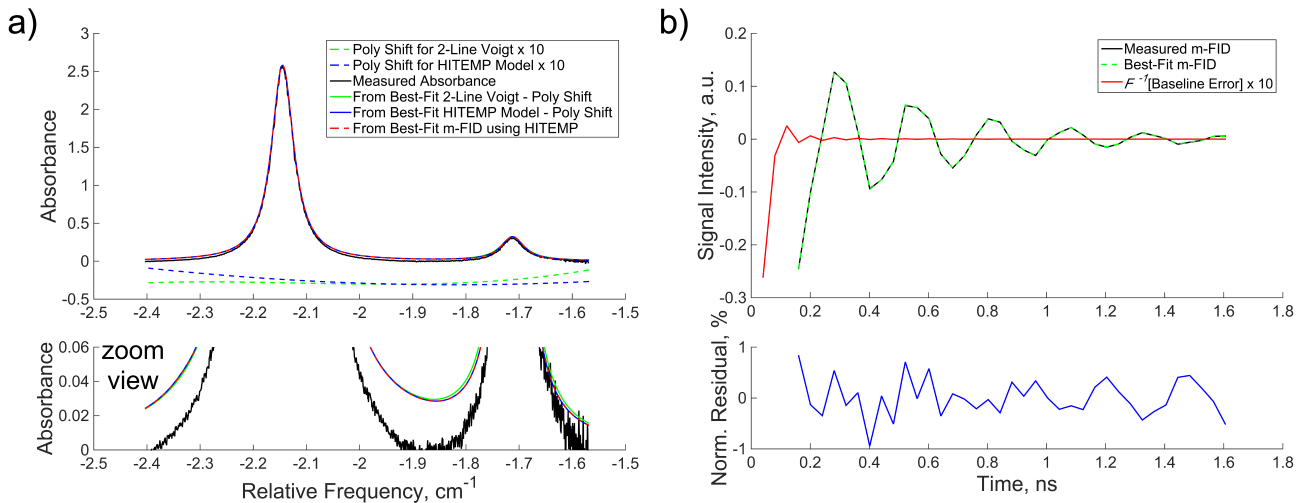 a)
3
2.5
2
1.5
1
0.5
0
-0.5
Absorbance
Poly Shift for 2-Line Voigt x 10
Poly Shift for HITEMP Model x 10
Measured Absorbance
From Best-Fit 2-Line Voigt - Poly Shift
From Best-Fit HITEMP Model - Poly Shift
From Best-Fit m-FID using HITEMP
-2.5 -2.4 -2.3 -2.2 -2.1 -2 -1.9 -1.8 -1.7 -1.6 -1.5
0.06
0.04
0.02
0
Absorbance
zoom
view
-2.5 -2.4 -2.3 -2.2 -2.1 -2 -1.9 -1.8 -1.7 -1.6 -1.5
Relative Frequency, cm-1
b)
0.2
0.1
0
-0.1
-0.2
-0.3
Signal Intensity, a.u.
Measured m-FID
Best-Fit m-FID
F -1[Baseline Error] x 10
0 0.2 0.4 0.6 0.8 1 1.2 1.4 1.6 1.8
1
0
-1
Norm. Residual, %
0 0.2 0.4 0.6 0.8 1 1.2 1.4 1.6 1.8
Time, ns